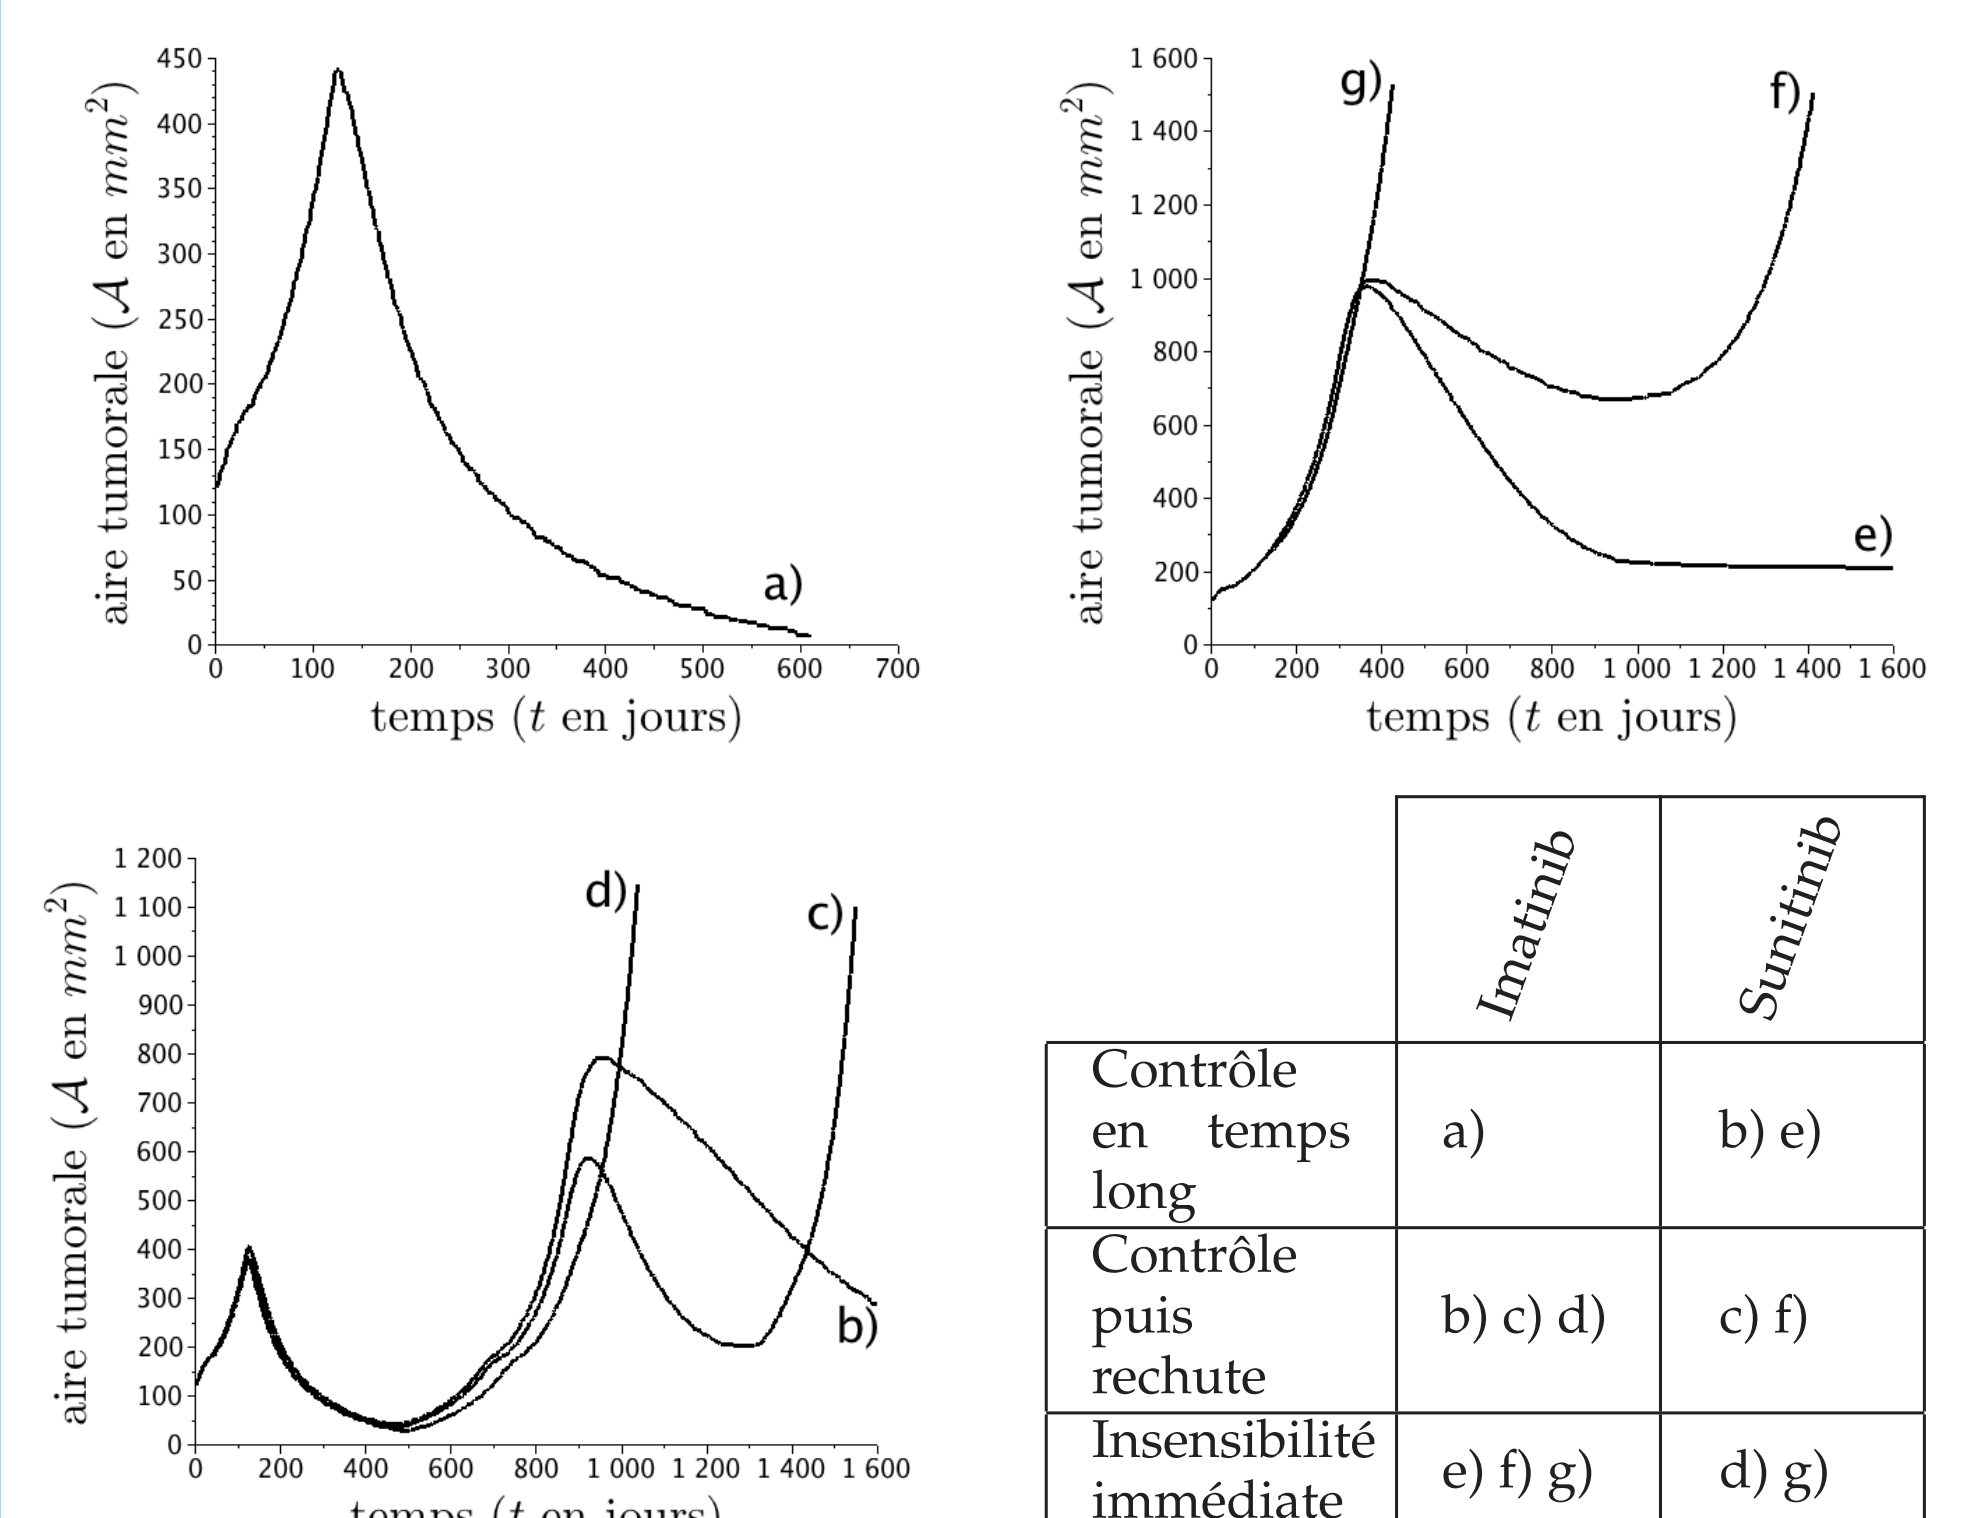 450
400
350
300
250
200
150
100
50
0
aire tumorale (𝒜 en mm²)
a)
0 100 200 300 400 500 600 700
temps (t en jours)
1 600
1 400
1 200
1 000
800
600
400
200
0
aire tumorale (𝒜 en mm²)
g)
f)
e)
0 200 400 600 800 1 000 1 200 1 400 1 600
temps (t en jours)
1 200
1 100
1 000
900
800
700
600
500
400
300
200
100
0
aire tumorale (𝒜 en mm²)
d)
c)
b)
0 200 400 600 800 1 000 1 200 1 400 1 600
temps (t en jours)
Imatinib Sunitinib
Contrôle
en temps
long
a) b) e)
Contrôle
puis
rechute
b) c) d) c) f)
Insensibilité
immédiate
e) f) g) d) g)